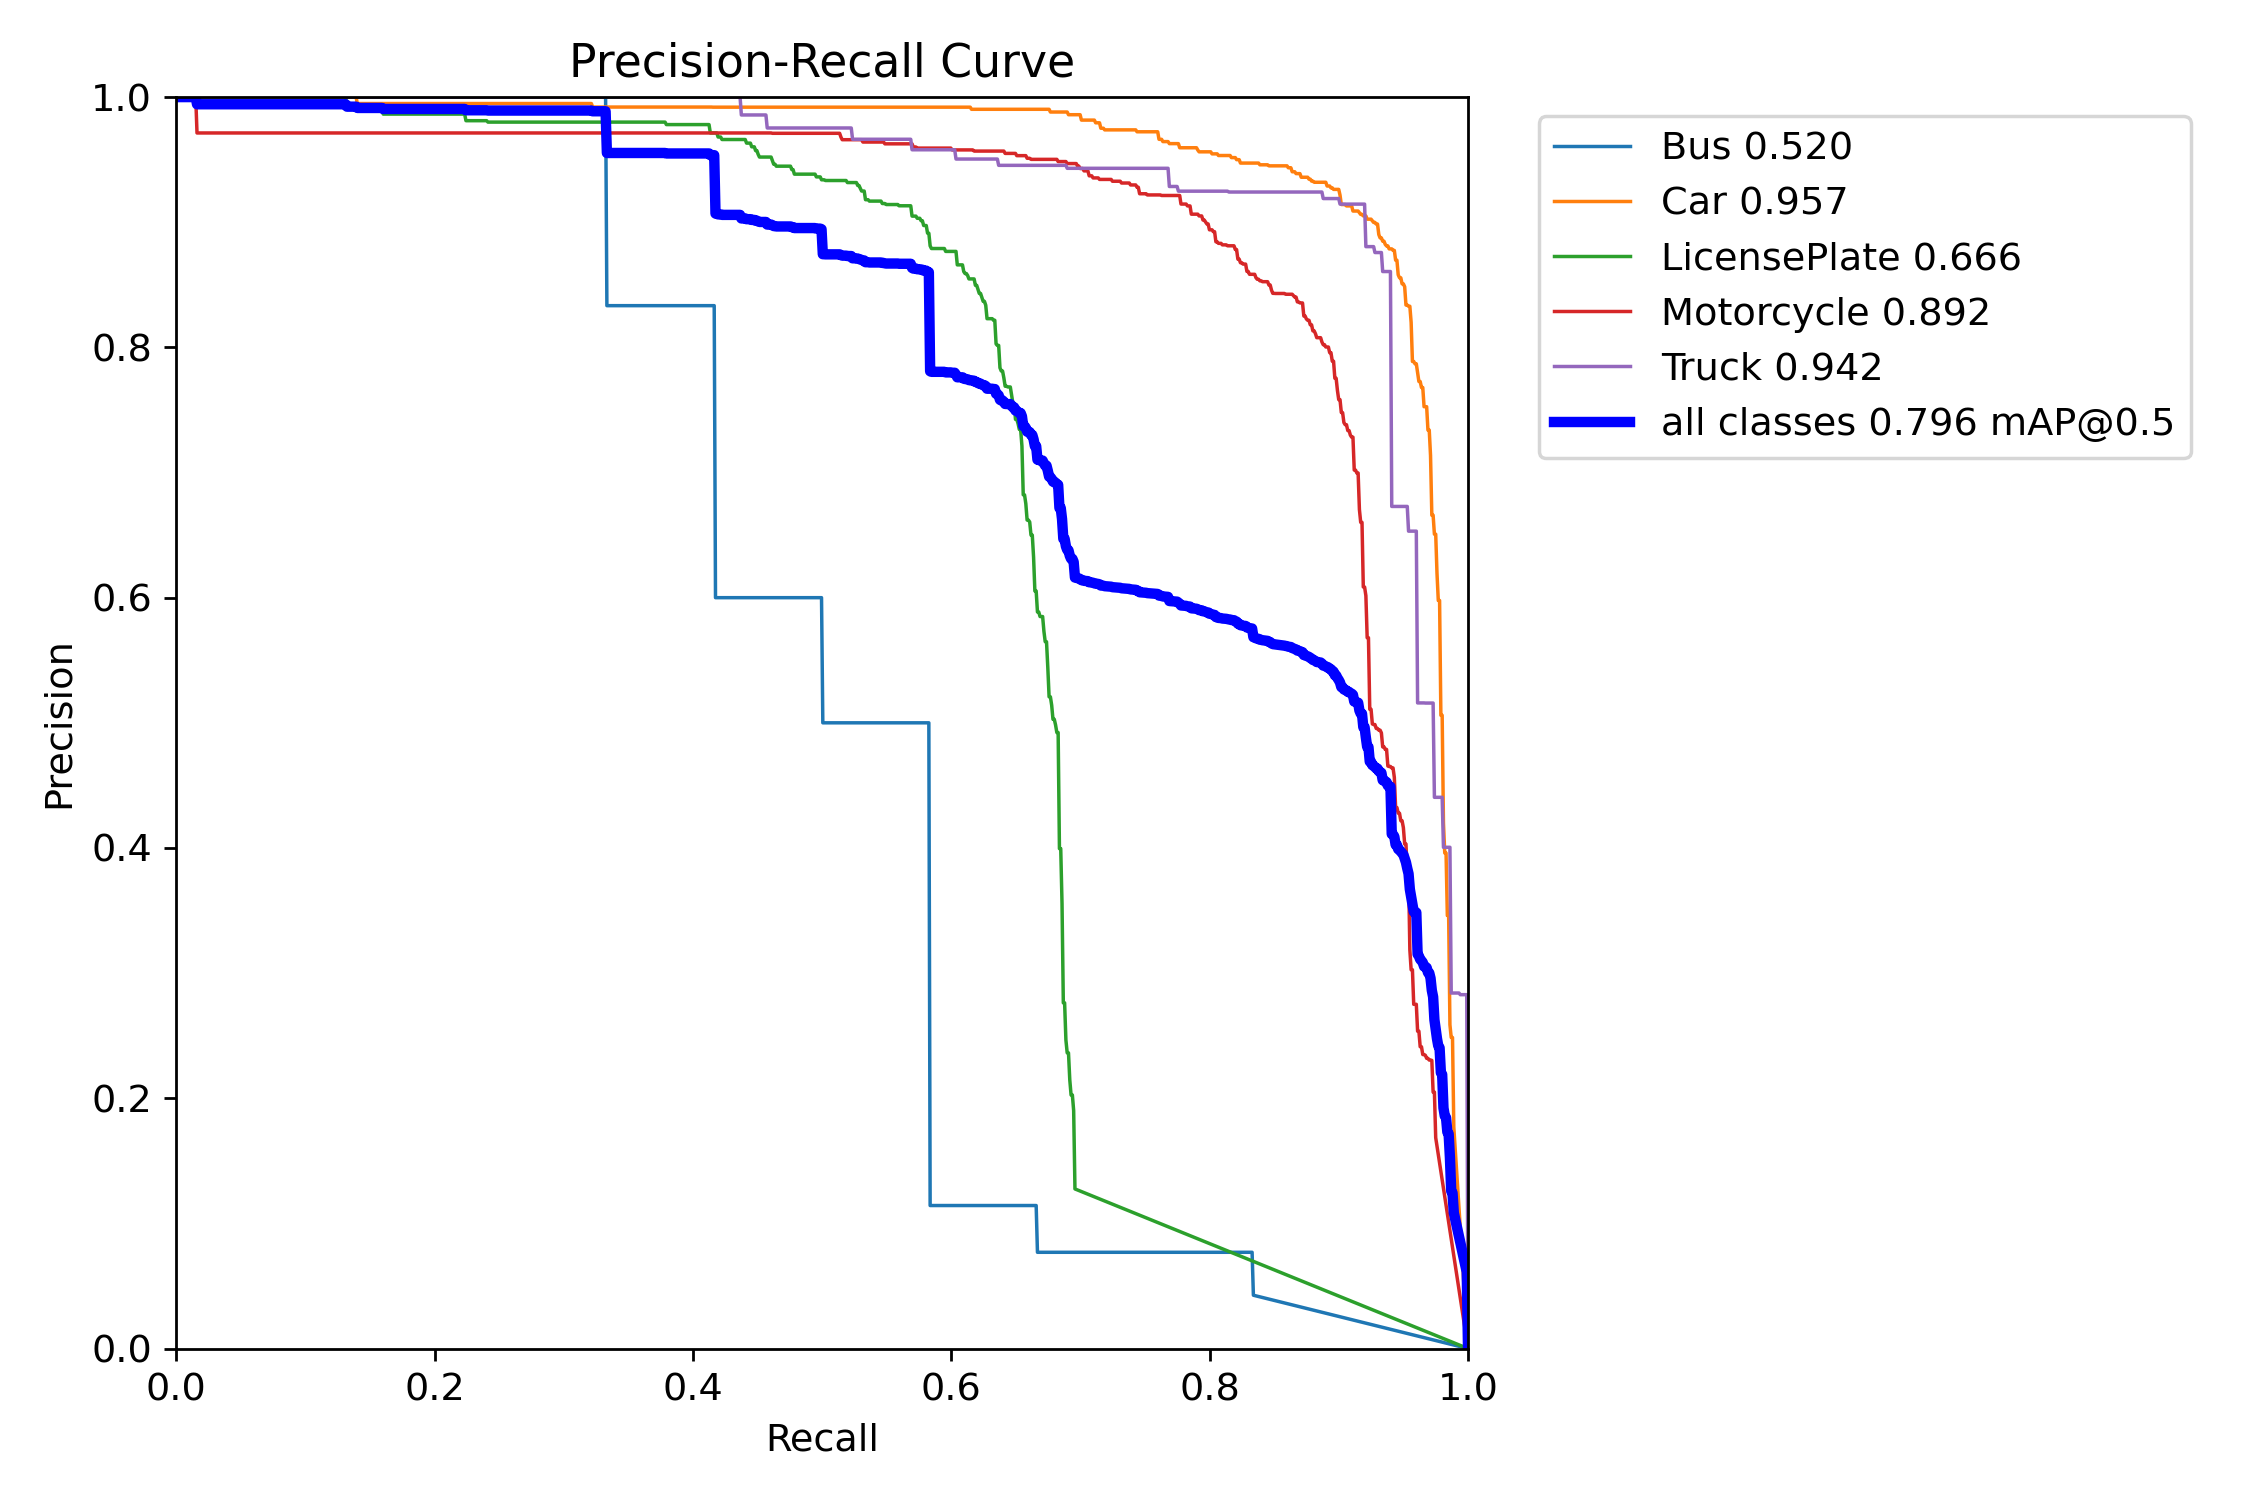 Precision-Recall Curve
1.0
0.8
0.6
0.4
0.2
0.0
Precision
0.0 0.2 0.4 0.6 0.8 1.0
Recall
Bus 0.520
Car 0.957
LicensePlate 0.666
Motorcycle 0.892
Truck 0.942
all classes 0.796 mAP@0.5